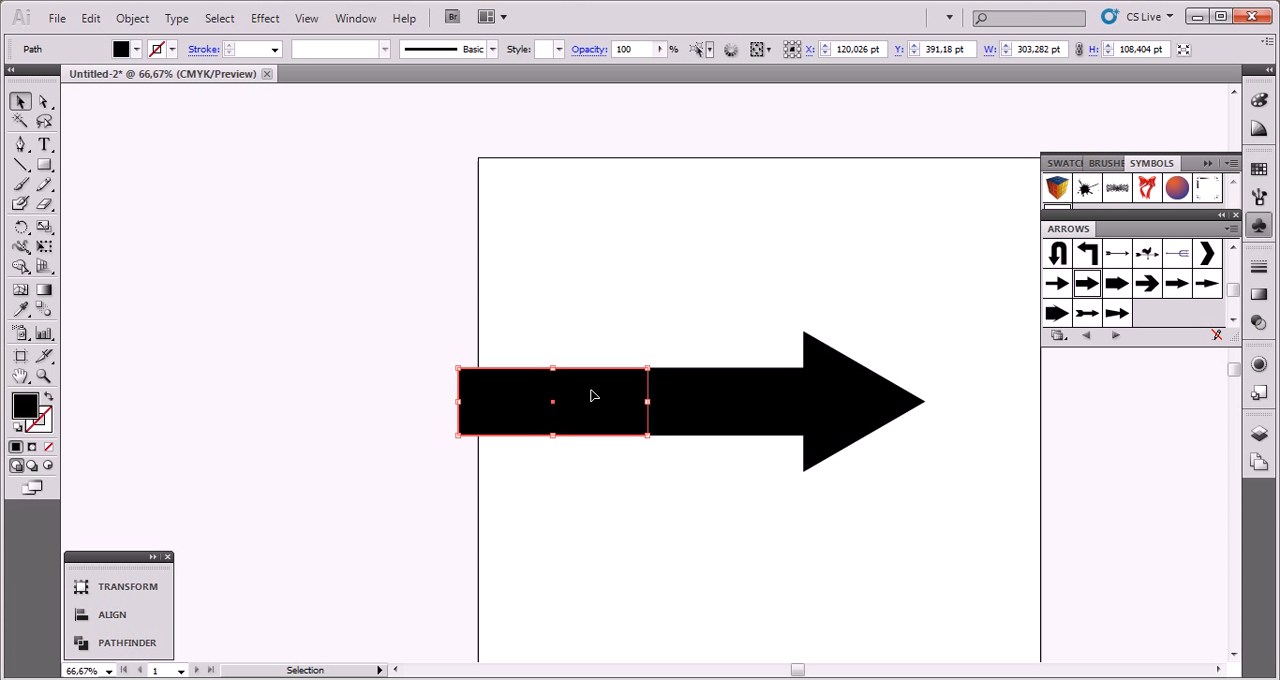 Ai File Edit Object Type Select Effect View Window Help Br CS Live
Path Stroke: Basic Style: Opacity: 100 % X: 120,026 pt Y: 391,18 pt W: 303,282 pt H: 108,404 pt
Untitled-2* @ 66,67% (CMYK/Preview)
SWATCH BRUSHE SYMBOLS
ARROWS
T
TRANSFORM
ALIGN
PATHFINDER
66,67% 1 Selection